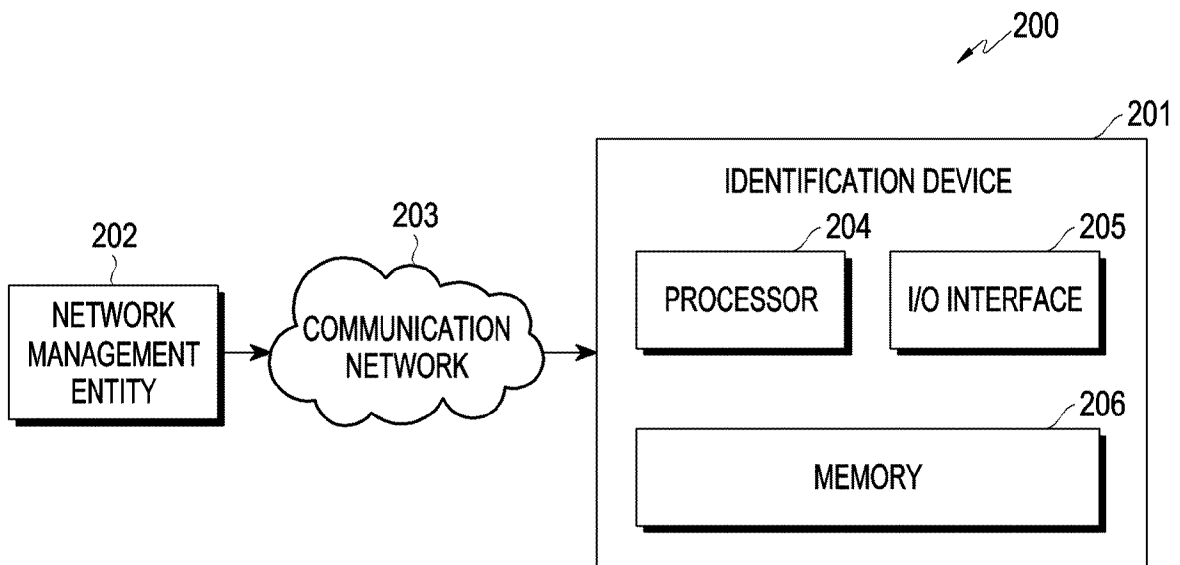 200
201
IDENTIFICATION DEVICE
202
203
204
205
NETWORK
MANAGEMENT
ENTITY
COMMUNICATION
NETWORK
PROCESSOR
I/O INTERFACE
206
MEMORY